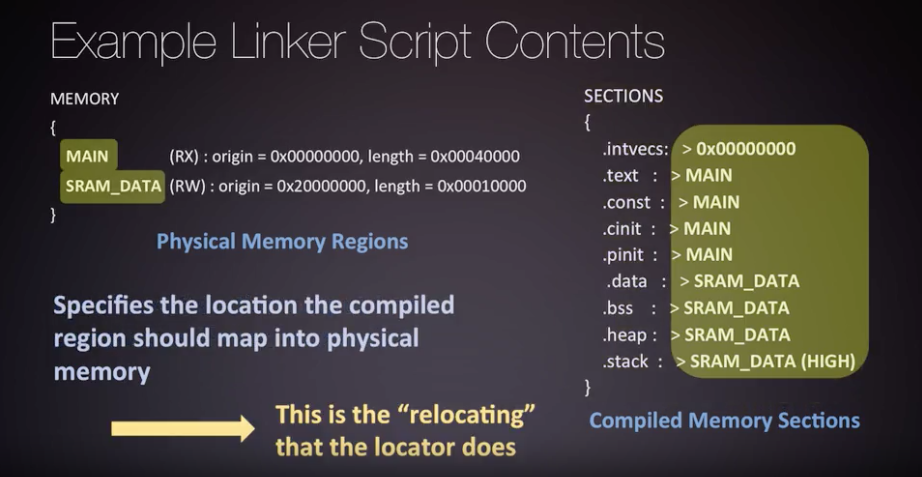 Example Linker Script Contents
MEMORY
{
MAIN (RX) : origin = 0x00000000, length = 0x00040000
SRAM_DATA (RW) : origin = 0x20000000, length = 0x00010000
}
Physical Memory Regions
Specifies the location the compiled
region should map into physical
memory
This is the “relocating”
that the locator does
SECTIONS
{
.intvecs: > 0x00000000
.text : > MAIN
.const : > MAIN
.cinit : > MAIN
.pinit : > MAIN
.data : > SRAM_DATA
.bss : > SRAM_DATA
.heap : > SRAM_DATA
.stack : > SRAM_DATA (HIGH)
}
Compiled Memory Sections